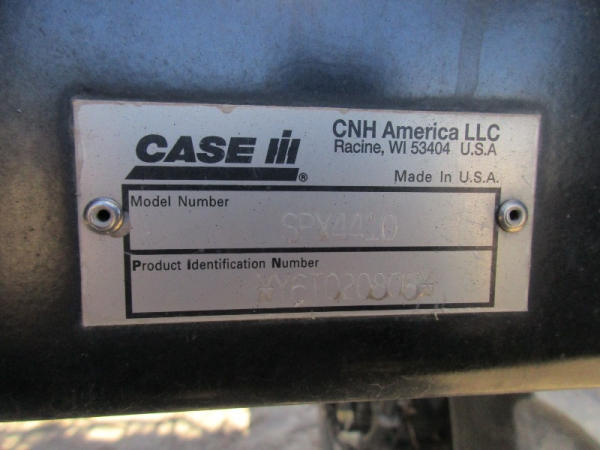 CASE IH
CNH America LLC
Racine, WI 53404 U.S.A
Made In U.S.A.
Model Number
SPX4410
Product Identification Number